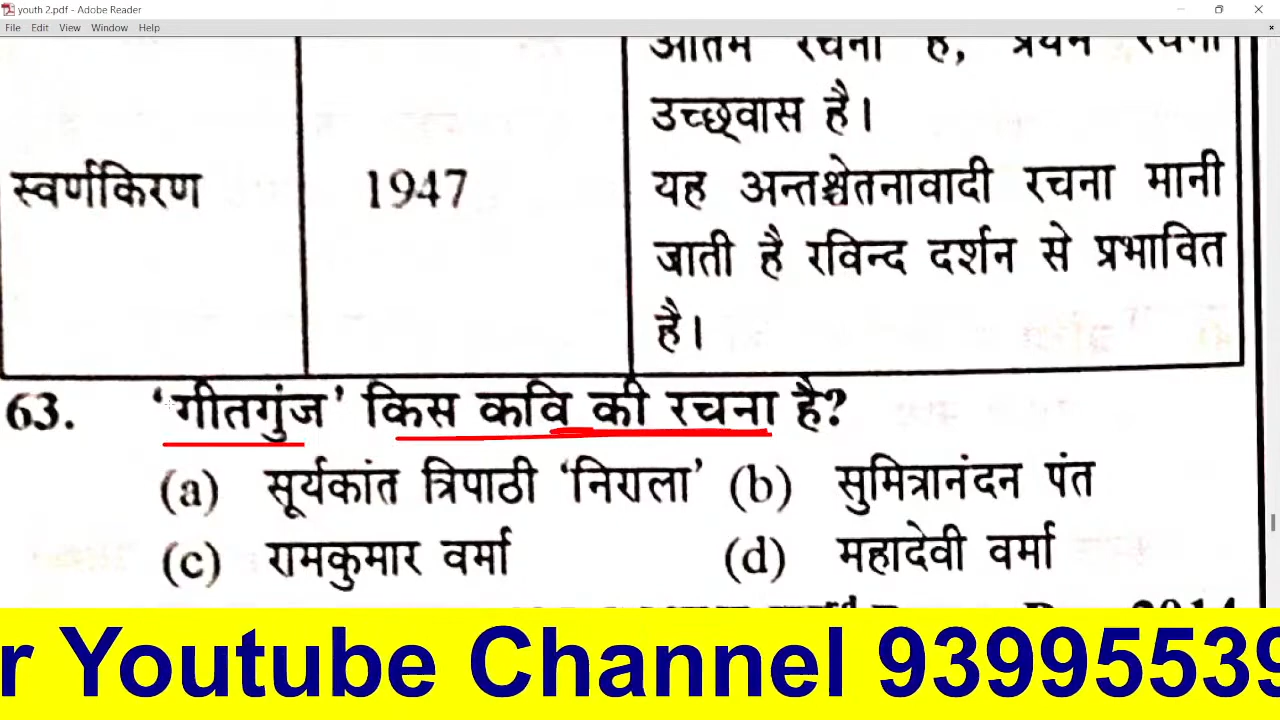 youth 2.pdf - Adobe Reader
File Edit View Window Help
उच्छ्वास है।
स्वर्णकिरण 1947 यह अन्तश्चेतनावादी रचना मानी
जाती है रविन्द दर्शन से प्रभावित
है।
63. 'गीतगुंज' किस कवि की रचना है?
(a) सूर्यकांत त्रिपाठी 'निराला' (b) सुमित्रानंदन पंत
(c) रामकुमार वर्मा (d) महादेवी वर्मा
r Youtube Channel 93995539